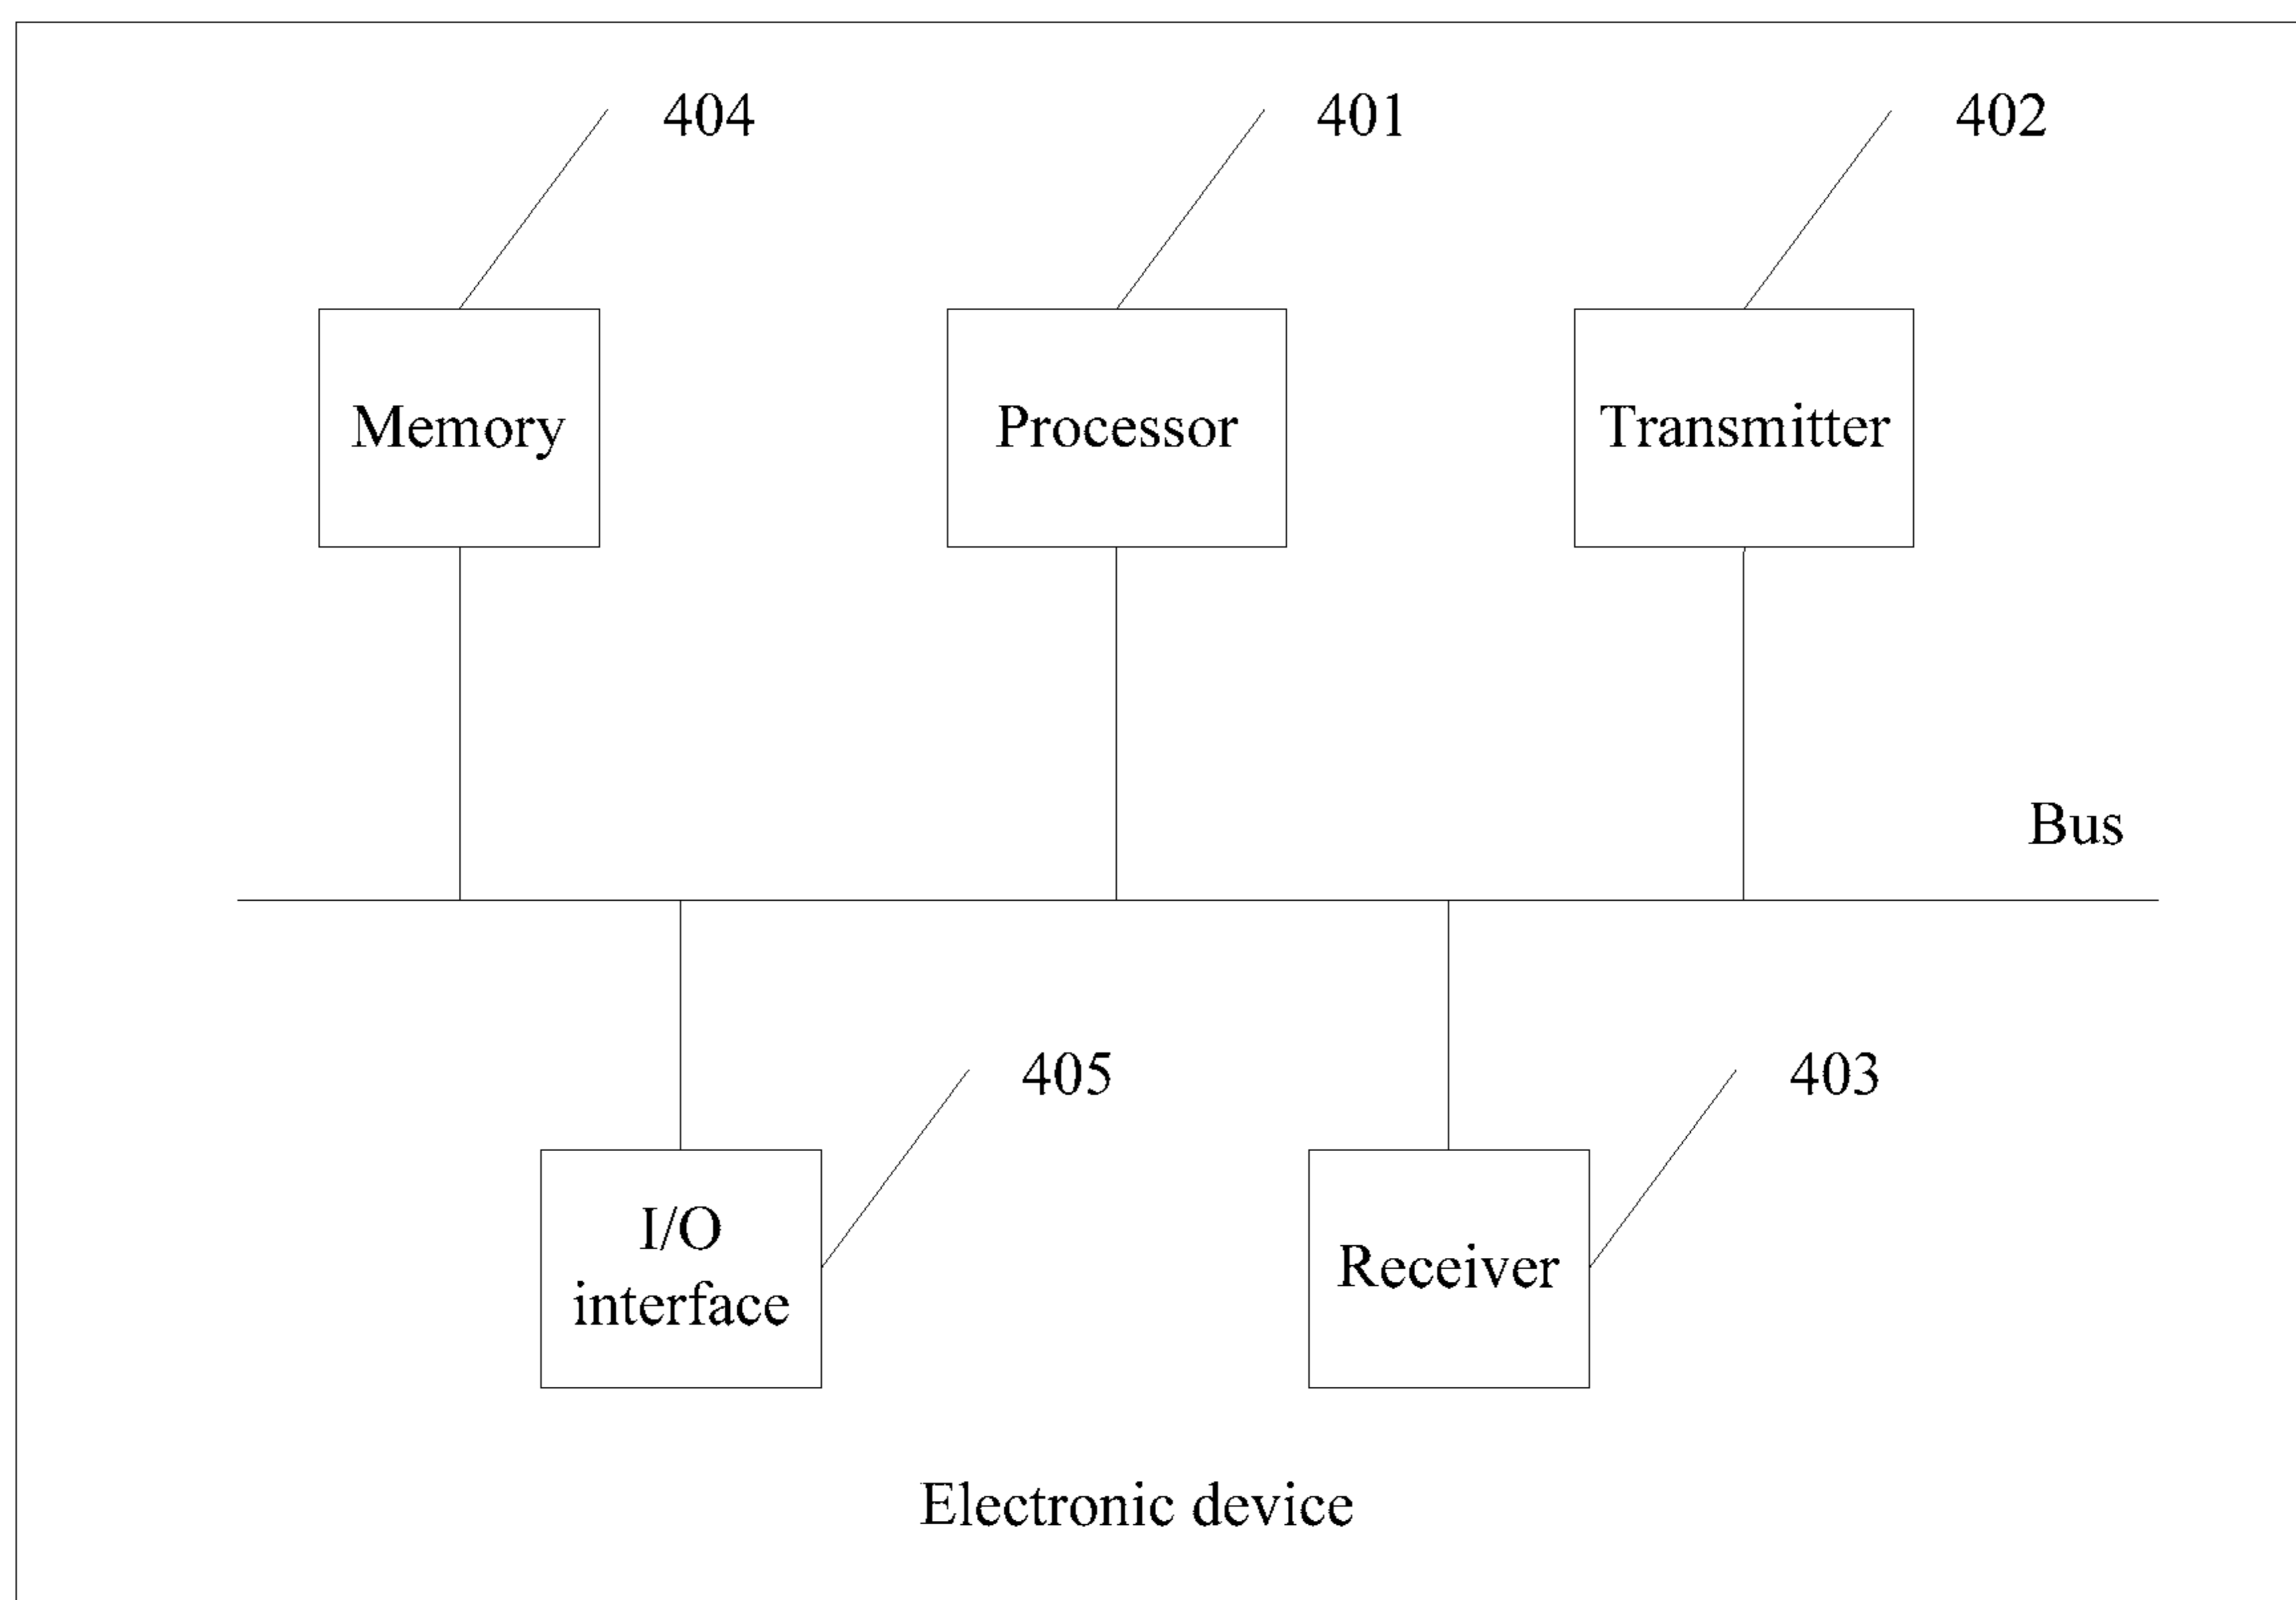 404
401
402
Memory
Processor
Transmitter
Bus
405
403
I/O
interface
Receiver
Electronic device